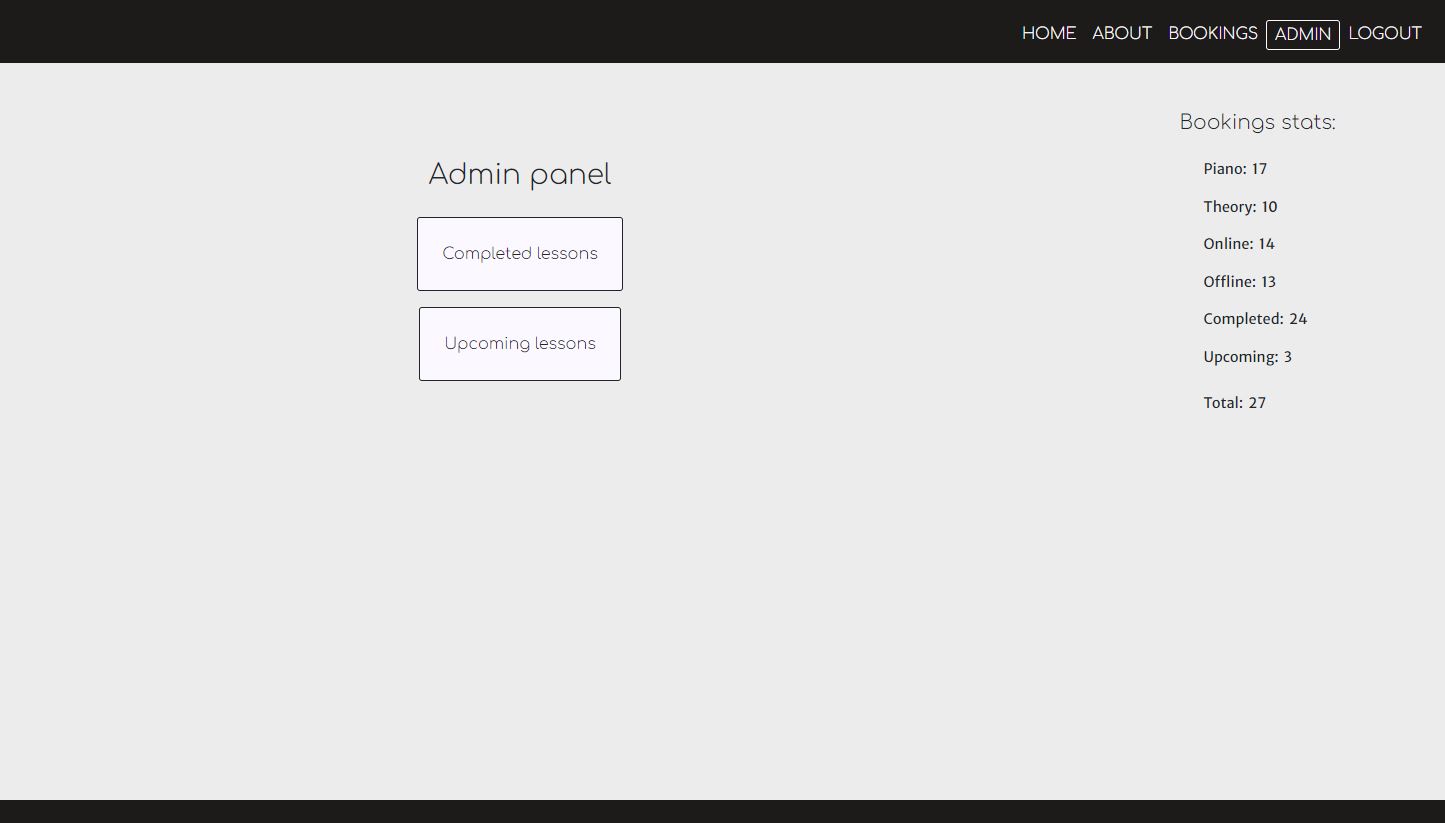 HOME ABOUT BOOKINGS ADMIN LOGOUT
Admin panel
Completed lessons
Upcoming lessons
Bookings stats:
Piano: 17
Theory: 10
Online: 14
Offline: 13
Completed: 24
Upcoming: 3
Total: 27